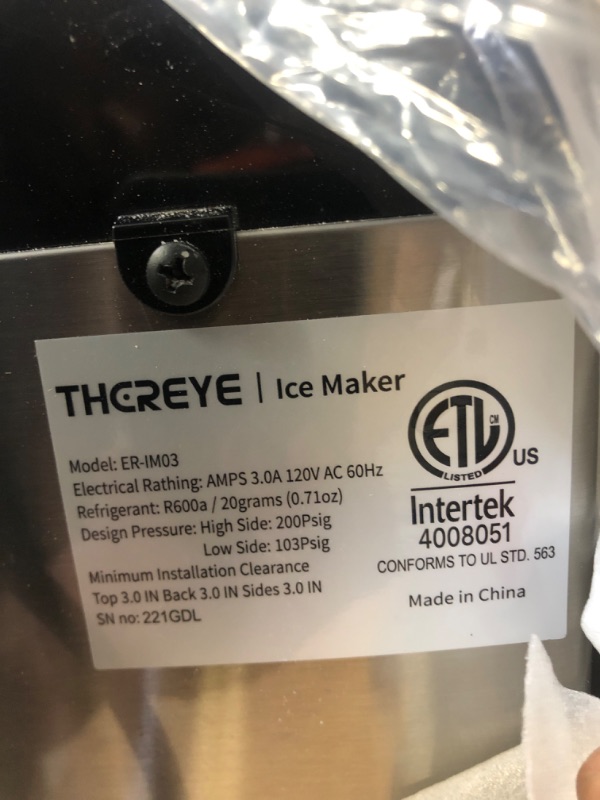 THEREYE | Ice Maker
Model: ER-IM03
Electrical Rathing: AMPS 3.0A 120V AC 60Hz
Refrigerant: R600a / 20grams (0.71oz)
Design Pressure: High Side: 200Psig
Low Side: 103Psig
Minimum Installation Clearance
Top 3.0 IN Back 3.0 IN Sides 3.0 IN
SN no: 221GDL
ETL CM
LISTED
US
Intertek
4008051
CONFORMS TO UL STD. 563
Made in China